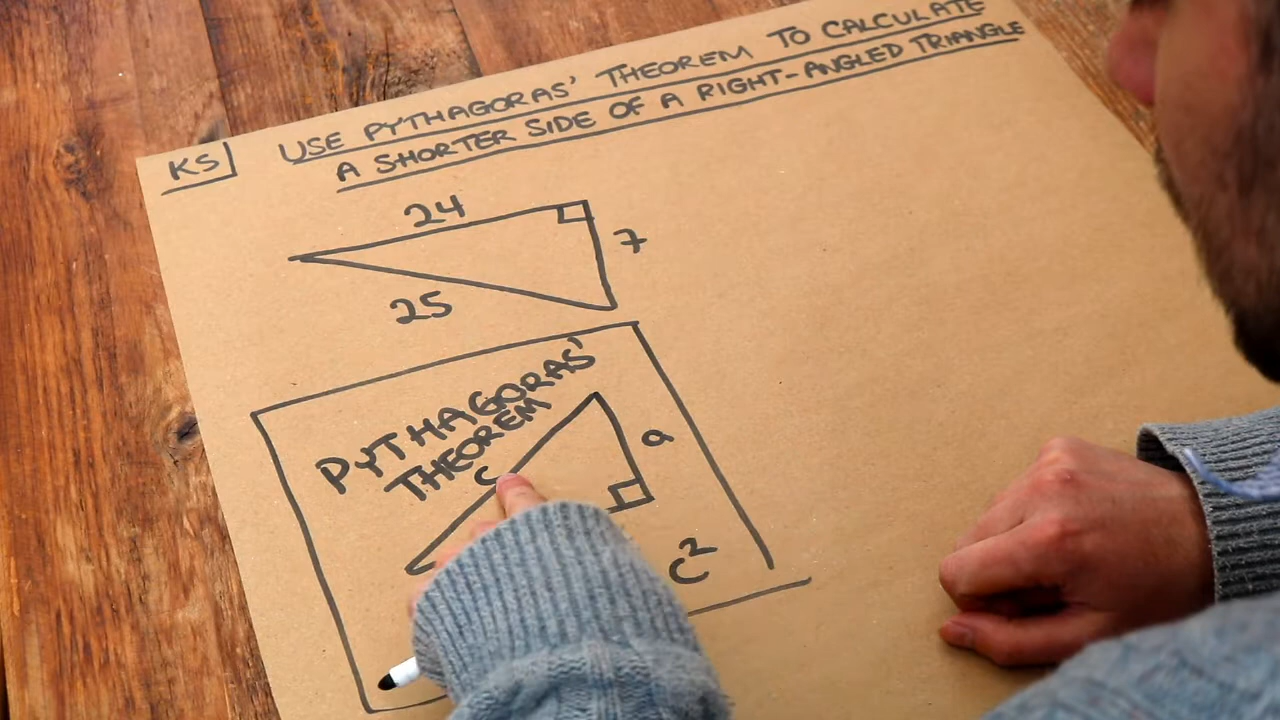 KS
USE PYTHAGORAS' THEOREM TO CALCULATE
A SHORTER SIDE OF A RIGHT-ANGLED TRIANGLE
24
7
25
PYTHAGORAS'
THEOREM
c
a
c²